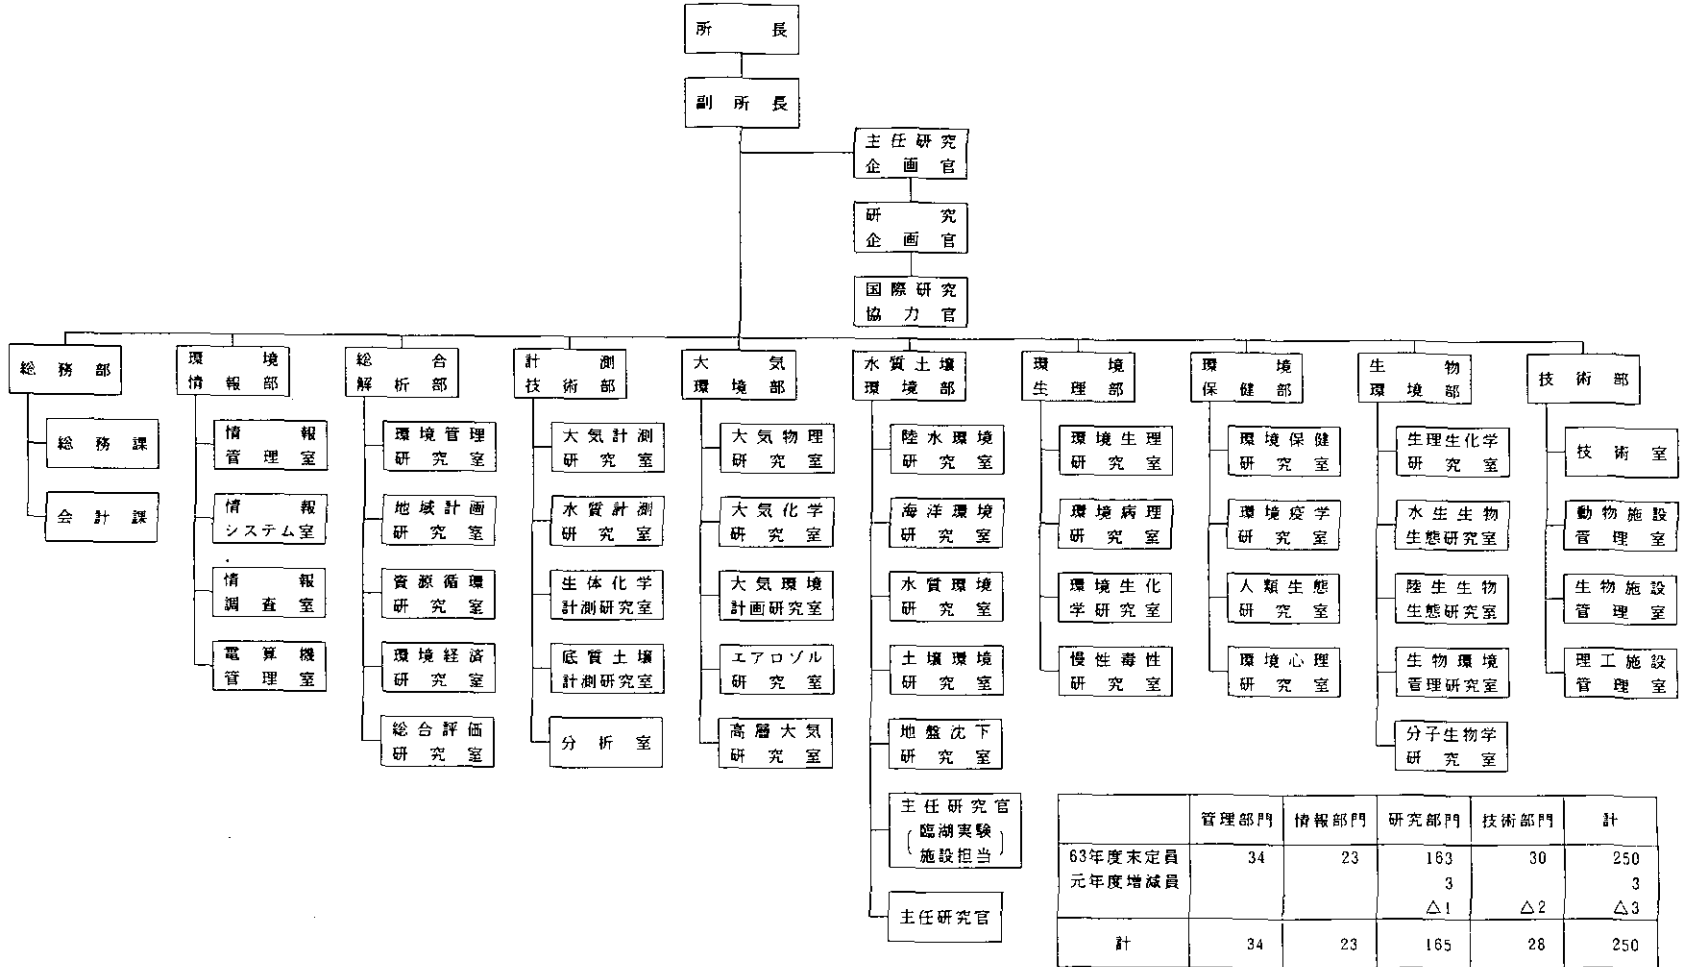 所長
副所長
主任研究
企画官
研究
企画官
国際研究
協力官
総務部
総務課
会計課
環境
情報部
情報
管理室
情報
システム室
情報
調査室
電算機
管理室
総合
解析部
環境管理
研究室
地域計画
研究室
資源循環
研究室
環境経済
研究室
総合評価
研究室
計測
技術部
大気計測
研究室
水質計測
研究室
生体化学
計測研究室
底質土壌
計測研究室
分析室
大気
環境部
大気物理
研究室
大気化学
研究室
大気環境
計画研究室
エアロゾル
研究室
高層大気
研究室
水質土壌
環境部
陸水環境
研究室
海洋環境
研究室
水質環境
研究室
土壌環境
研究室
地盤沈下
研究室
主任研究官
(臨湖実験
施設担当)
主任研究官
環境
生理部
環境生理
研究室
環境病理
研究室
環境生化
学研究室
慢性毒性
研究室
環境
保健部
環境保健
研究室
環境疫学
研究室
人類生態
研究室
環境心理
研究室
生物
環境部
生理生化学
研究室
水生生物
生態研究室
陸生生物
生態研究室
生物環境
管理研究室
分子生物学
研究室
技術部
技術室
動物施設
管理室
生物施設
管理室
理工施設
管理室
管理部門 情報部門 研究部門 技術部門 計
63年度末定員 34 23 163 30 250
元年度増減員 3 3
△1 △2 △3
計 34 23 165 28 250